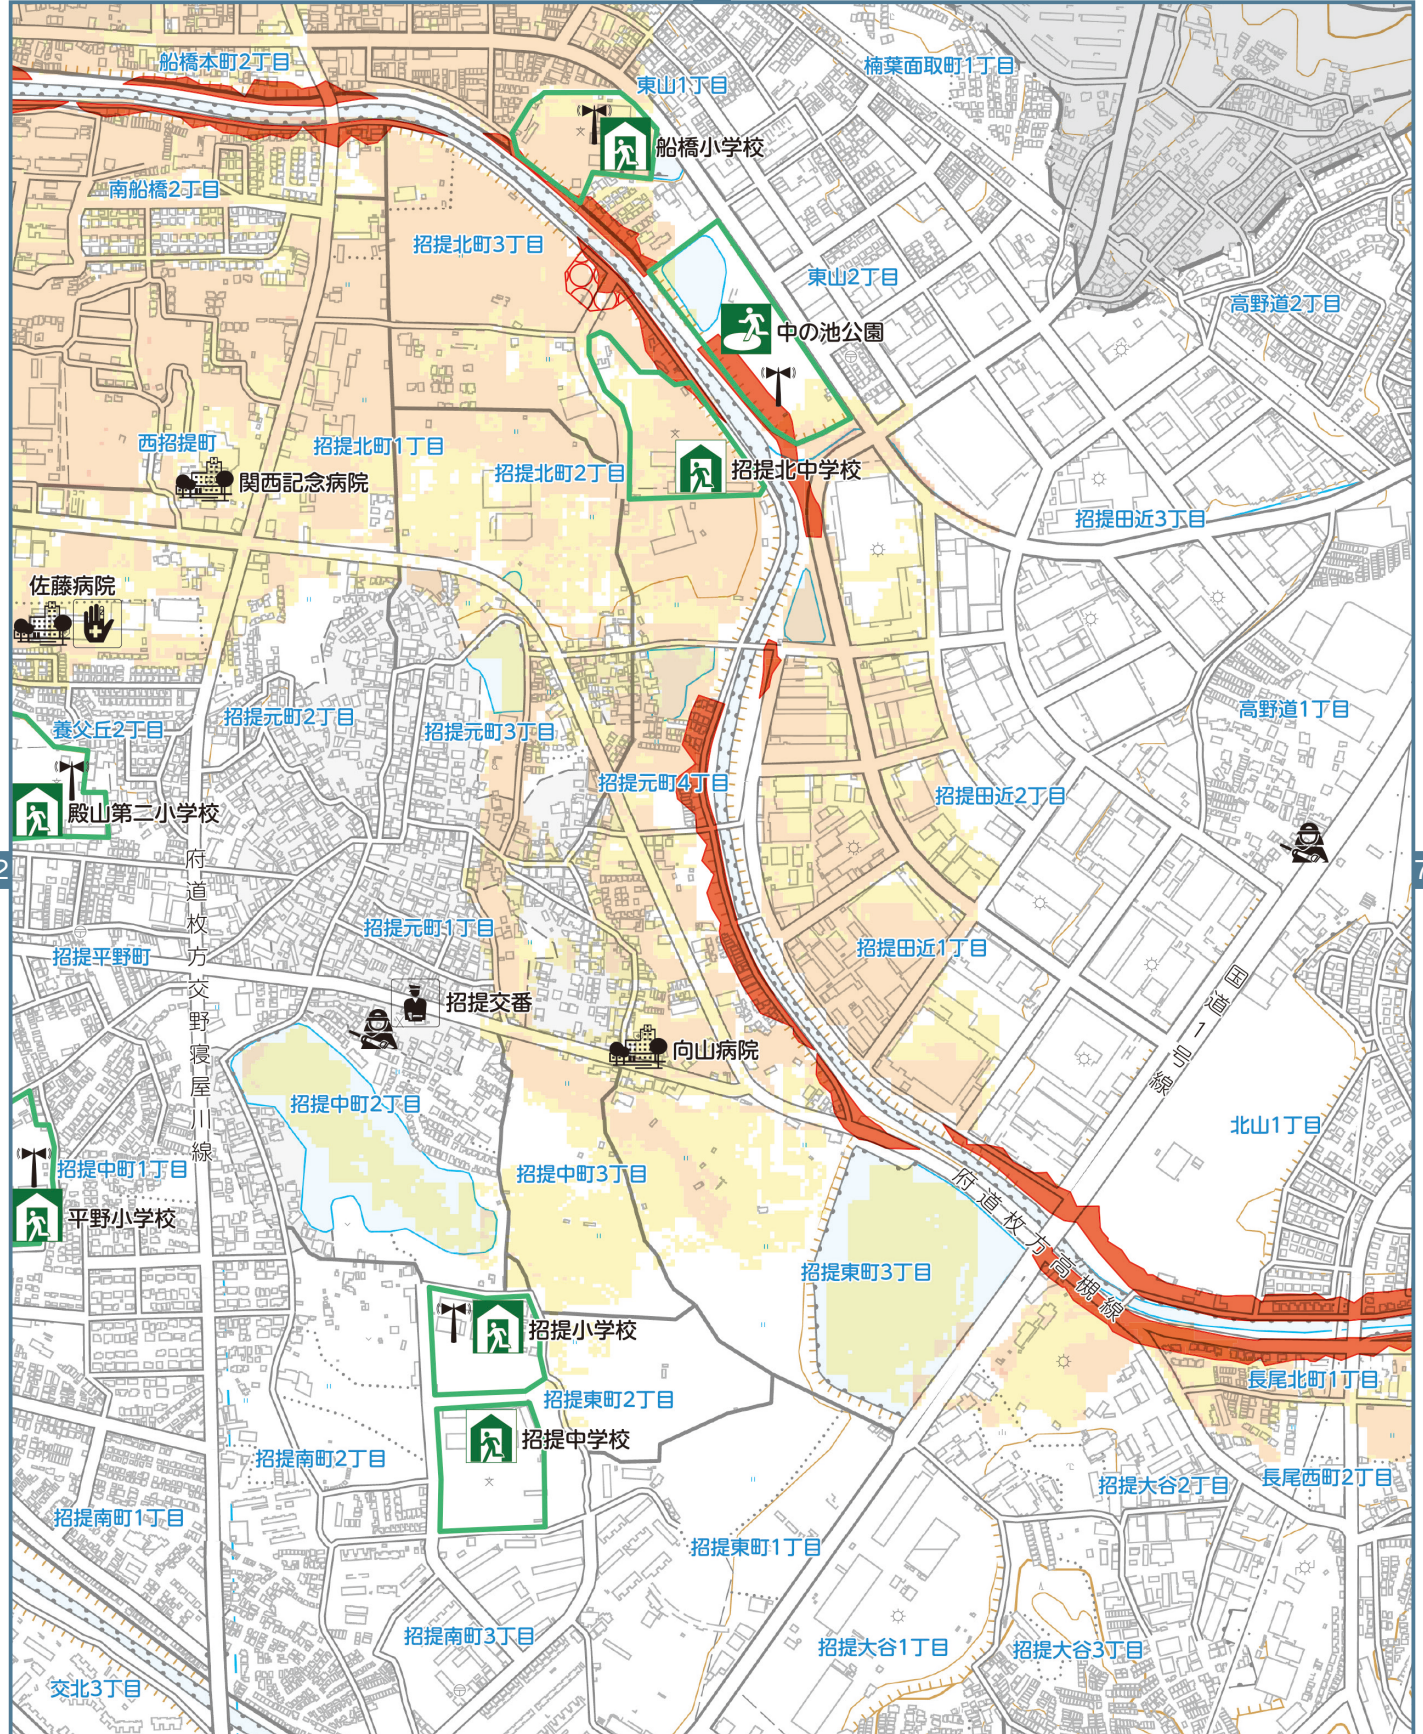 船橋本町2丁目
楠葉面取町1丁目
東山1丁目
船橋小学校
南船橋2丁目
招提北町3丁目
東山2丁目
高野道2丁目
中の池公園
西招提町
招提北町1丁目
招提北町2丁目
招提北中学校
関西記念病院
招提田近3丁目
佐藤病院
高野道1丁目
養父丘2丁目
招提元町2丁目
招提元町3丁目
招提元町4丁目
招提田近2丁目
殿山第二小学校
2
7
府道枚方交野寝屋川線
招提元町1丁目
招提田近1丁目
招提平野町
国道1号線
招提交番
向山病院
招提中町2丁目
北山1丁目
招提中町1丁目
招提中町3丁目
府道枚方高槻線
平野小学校
招提東町3丁目
招提小学校
長尾北町1丁目
招提東町2丁目
招提中学校
招提南町2丁目
招提大谷2丁目
長尾西町2丁目
招提南町1丁目
招提東町1丁目
招提南町3丁目
招提大谷1丁目
招提大谷3丁目
交北3丁目